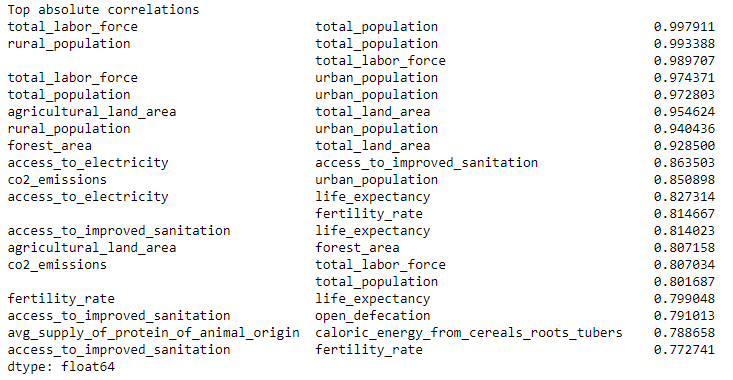 Top absolute correlations
total_labor_force                      total_population                        0.997911
rural_population                       total_population                        0.993388
                                       total_labor_force                       0.989707
total_labor_force                      urban_population                        0.974371
total_population                       urban_population                        0.972803
agricultural_land_area                 total_land_area                         0.954624
rural_population                       urban_population                        0.940436
forest_area                            total_land_area                         0.928500
access_to_electricity                  access_to_improved_sanitation           0.863503
co2_emissions                          urban_population                        0.850898
access_to_electricity                  life_expectancy                         0.827314
                                       fertility_rate                          0.814667
access_to_improved_sanitation          life_expectancy                         0.814023
agricultural_land_area                 forest_area                             0.807158
co2_emissions                          total_labor_force                       0.807034
                                       total_population                        0.801687
fertility_rate                         life_expectancy                         0.799048
access_to_improved_sanitation          open_defecation                         0.791013
avg_supply_of_protein_of_animal_origin  caloric_energy_from_cereals_roots_tubers    0.788658
access_to_improved_sanitation          fertility_rate                          0.772741
dtype: float64